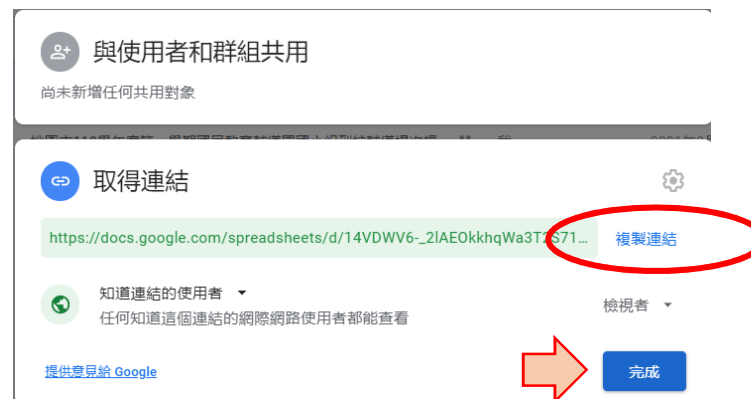 與使用者和群組共用
尚未新增任何共用對象
取得連結
https://docs.google.com/spreadsheets/d/14VDWV6-_2lAEOkkhqWa3T2S71... 複製連結
知道連結的使用者
任何知道這個連結的網際網路使用者都能查看
檢視者
提供意見給 Google
完成